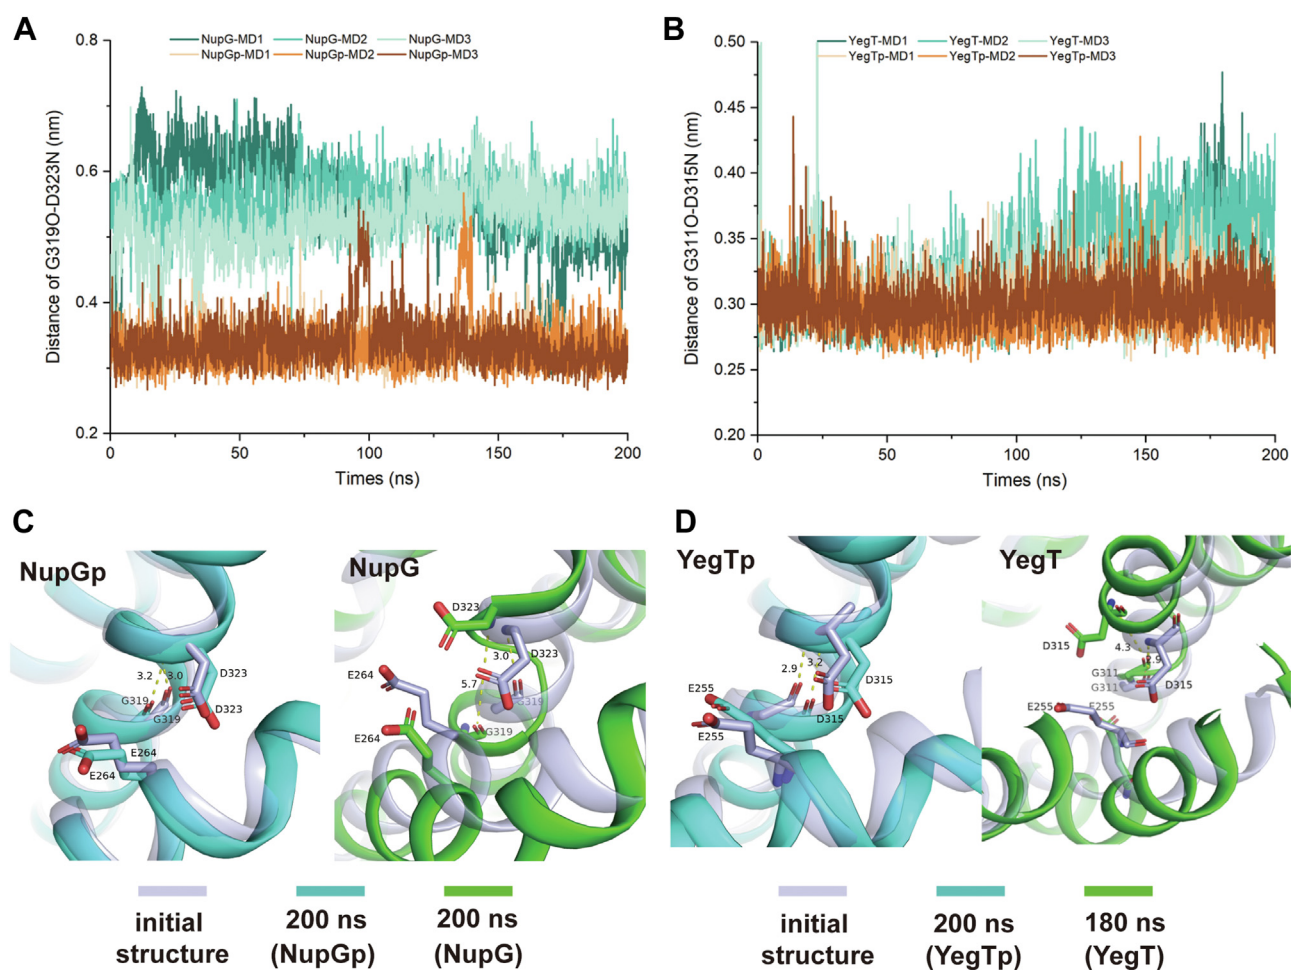 A
NupG-MD1 NupG-MD2 NupG-MD3
NupGp-MD1 NupGp-MD2 NupGp-MD3
Distance of G319O-D323N (nm)
0.8
0.6
0.4
0.2
0 50 100 150 200
Times (ns)
B
YegT-MD1 YegT-MD2 YegT-MD3
YegTp-MD1 YegTp-MD2 YegTp-MD3
Distance of G311O-D315N (nm)
0.50
0.45
0.40
0.35
0.30
0.25
0.20
0 50 100 150 200
Times (ns)
C
NupGp
3.2
3.0
D323
G319
G319
D323
E264
E264
NupG
D323
3.0
D323
E264
5.7
G319
G319
E264
D
YegTp
2.9
3.2
D315
E255
D315
E255
YegT
D315
4.3
2.9
G311
G311
D315
E255
E255
initial
structure
200 ns
(NupGp)
200 ns
(NupG)
initial
structure
200 ns
(YegTp)
180 ns
(YegT)